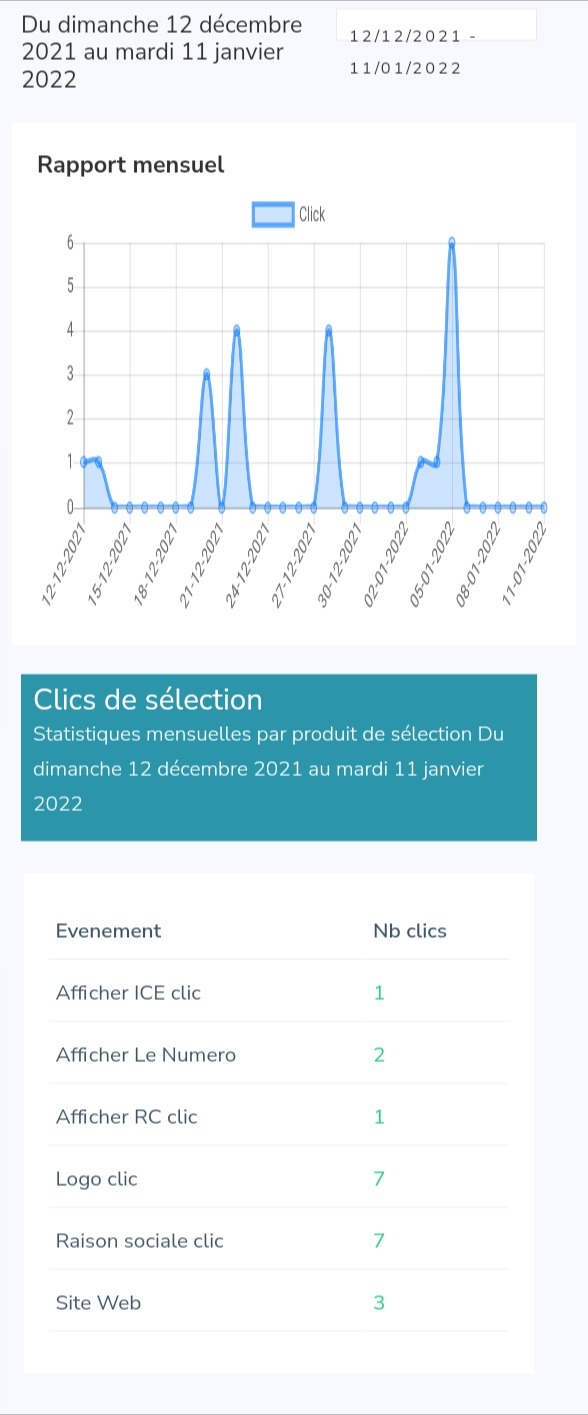 Du dimanche 12 décembre
2021 au mardi 11 janvier
2022
12/12/2021 -
11/01/2022
Rapport mensuel
Click
6
5
4
3
2
1
0
12-12-2021
15-12-2021
18-12-2021
21-12-2021
24-12-2021
27-12-2021
30-12-2021
02-01-2022
05-01-2022
08-01-2022
11-01-2022
Clics de sélection
Statistiques mensuelles par produit de sélection Du
dimanche 12 décembre 2021 au mardi 11 janvier
2022
Evenement Nb clics
Afficher ICE clic 1
Afficher Le Numero 2
Afficher RC clic 1
Logo clic 7
Raison sociale clic 7
Site Web 3